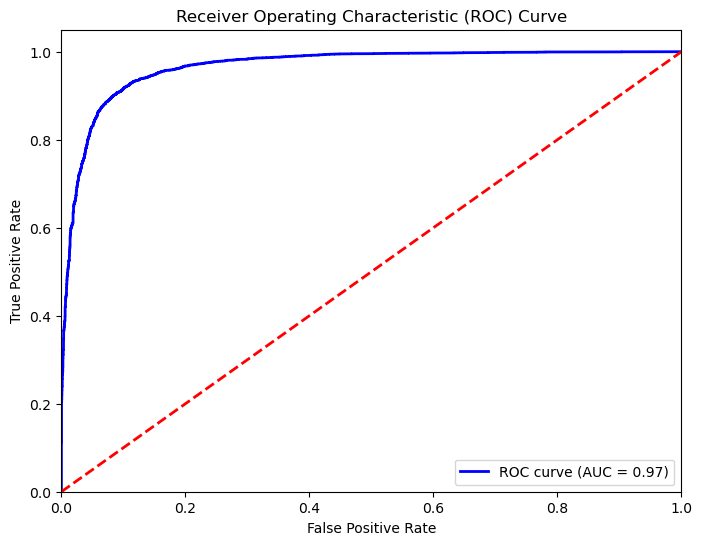 Receiver Operating Characteristic (ROC) Curve
True Positive Rate
1.0
0.8
0.6
0.4
0.2
0.0
ROC curve (AUC = 0.97)
0.0 0.2 0.4 0.6 0.8 1.0
False Positive Rate